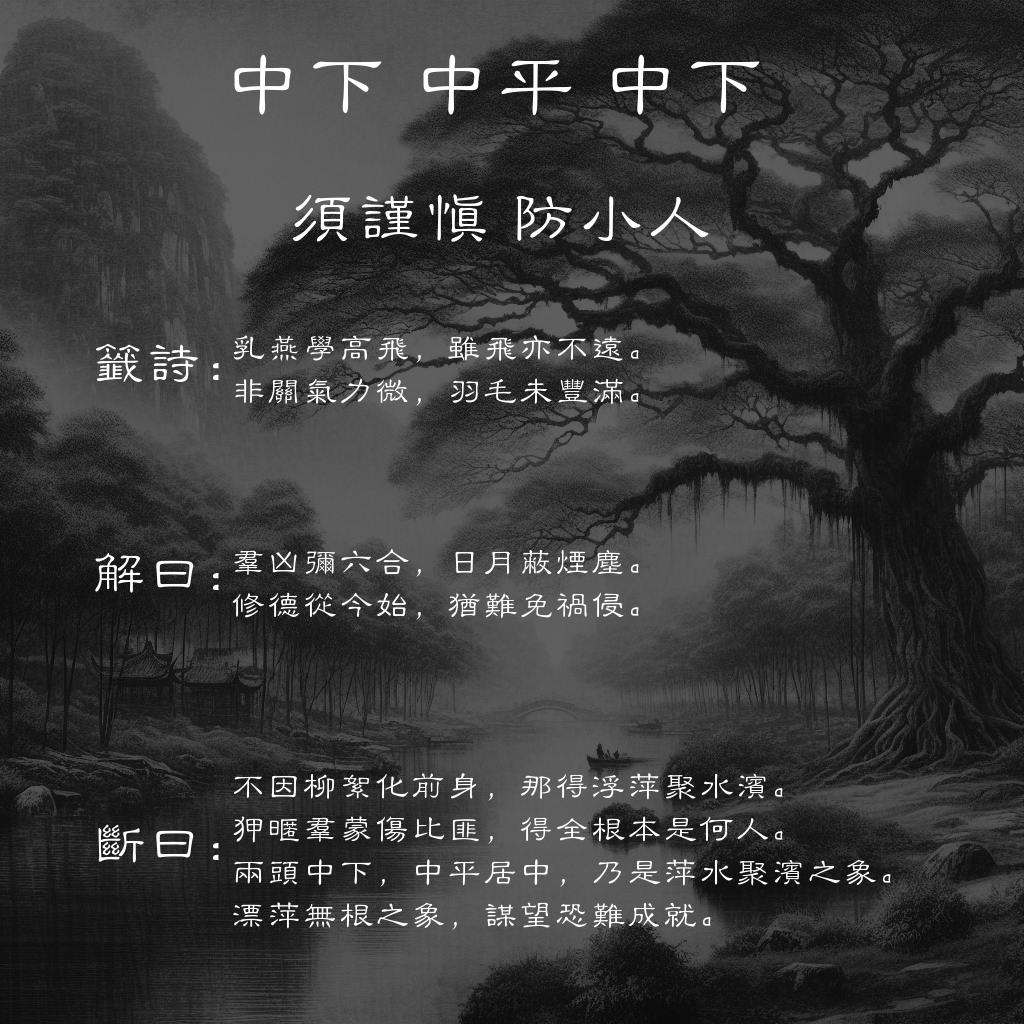 中下 中平 中下
須謹慎 防小人
籤詩：乳燕學高飛，雖飛亦不遠。
非關氣力微，羽毛未豐滿。
解曰：羣凶彌六合，日月蔽煙塵。
修德從今始，猶難免禍侵。
斷曰：不因柳絮化前身，那得浮萍聚水濱。
狎暱羣蒙傷比匪，得全根本是何人。
兩頭中下，中平居中，乃是萍水聚濱之象。
漂萍無根之象，謀望恐難成就。